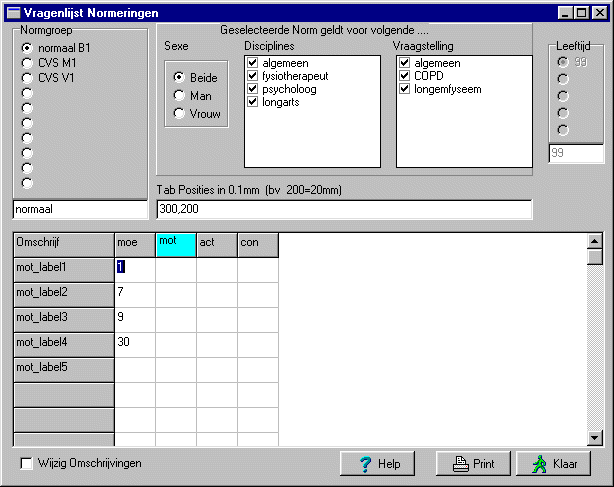 Vragenlijst Normeringen
Normgroep
normaal B1
CVS M1
CVS V1
normaal
Geselecteerde Norm geldt voor volgende ....
Sexe
Beide
Man
Vrouw
Disciplines
algemeen
fysiotherapeut
psycholoog
longarts
Vraagstelling
algemeen
COPD
longemfyseem
Leeftijd
99
99
Tab Posities in 0.1mm (bv 200=20mm)
300,200
Omschrijf moe mot act con
mot_label1 1
mot_label2 7
mot_label3 9
mot_label4 30
mot_label5
Wijzig Omschrijvingen
? Help
Print
Klaar